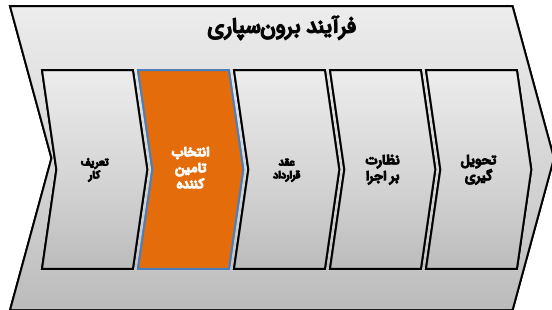 فرآیند برون‌سپاری
تعریف
کار
انتخاب
تامین
کننده
عقد
قرارداد
نظارت
بر اجرا
تحویل
گیری